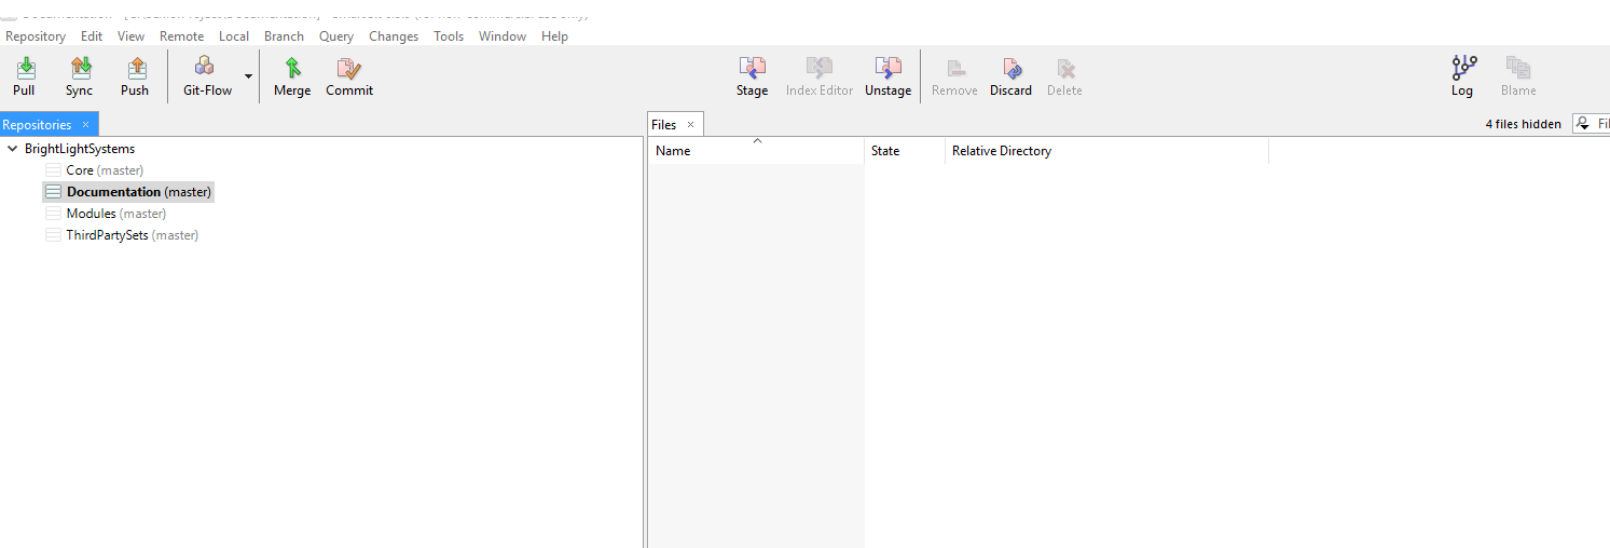 Repository Edit View Remote Local Branch Query Changes Tools Window Help
Pull Sync Push Git-Flow Merge Commit Stage Index Editor Unstage Remove Discard Delete Log Blame
Repositories × Files × 4 files hidden Fil
BrightLightSystems
Name State Relative Directory
Core (master)
Documentation (master)
Modules (master)
ThirdPartySets (master)